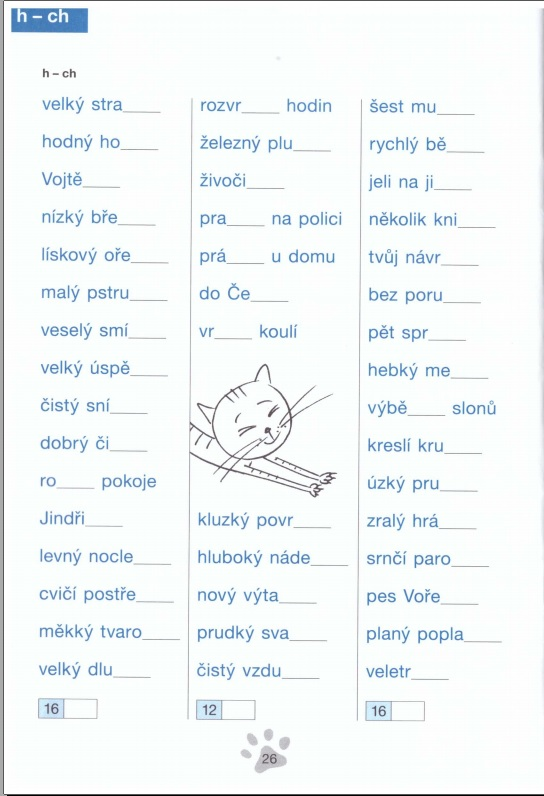 h – ch
h – ch
velký stra____
hodný ho____
Vojtě____
nízký bře____
lískový oře____
malý pstru____
veselý smí____
velký úspě____
čistý sní____
dobrý či____
ro____ pokoje
Jindři____
levný nocle____
cvičí postře____
měkký tvaro____
velký dlu____
16
rozvr____ hodin
železný plu____
živoči____
pra____ na polici
prá____ u domu
do Če____
vr____ koulí
kluzký povr____
hluboký náde____
nový výta____
prudký sva____
čistý vzdu____
12
šest mu____
rychlý bě____
jeli na ji____
několik kni____
tvůj návr____
bez poru____
pět spr____
hebký me____
výbě____ slonů
kreslí kru____
úzký pru____
zralý hrá____
srnčí paro____
pes Voře____
planý popla____
veletr____
16
26